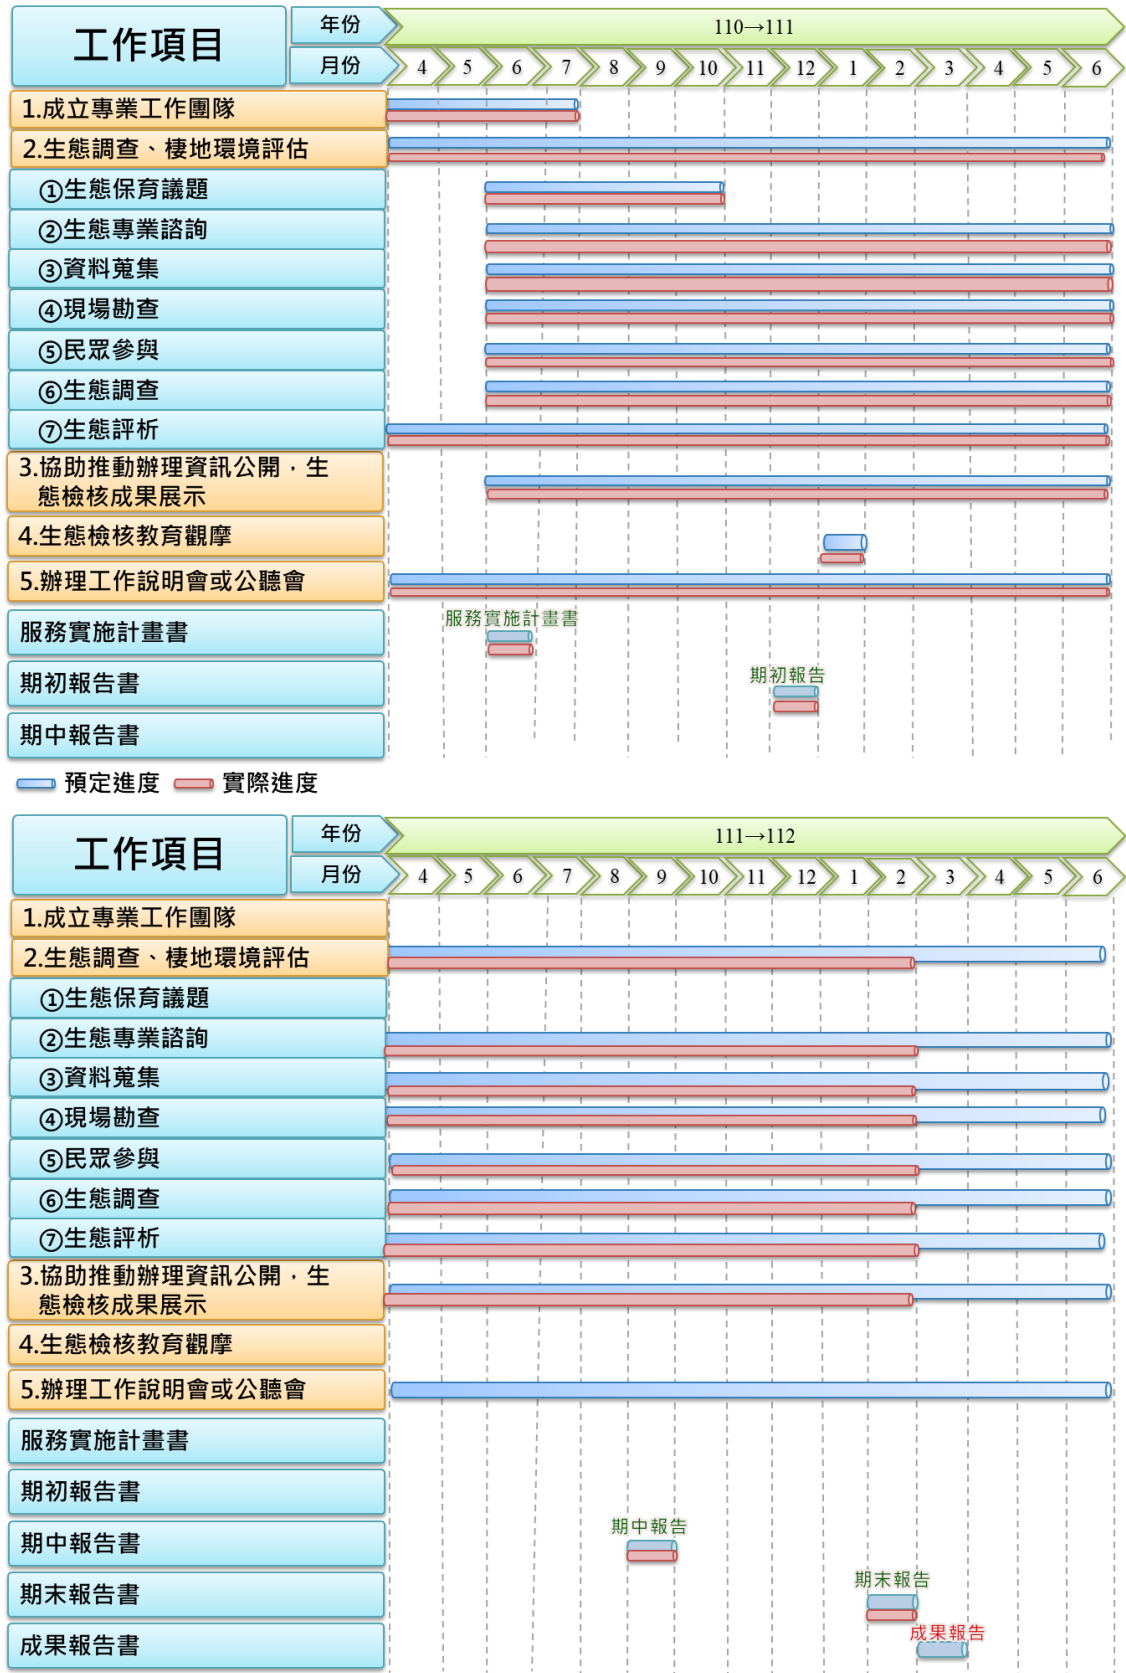 工作項目
年份
110→111
月份
4 5 6 7 8 9 10 11 12 1 2 3 4 5 6
1.成立專業工作團隊
2.生態調查、棲地環境評估
①生態保育議題
②生態專業諮詢
③資料蒐集
④現場勘查
⑤民眾參與
⑥生態調查
⑦生態評析
3.協助推動辦理資訊公開，生
態檢核成果展示
4.生態檢核教育觀摩
5.辦理工作說明會或公聽會
服務實施計畫書
服務實施計畫書
期初報告
期初報告書
期中報告書
預定進度 實際進度
工作項目
年份
111→112
月份
4 5 6 7 8 9 10 11 12 1 2 3 4 5 6
1.成立專業工作團隊
2.生態調查、棲地環境評估
①生態保育議題
②生態專業諮詢
③資料蒐集
④現場勘查
⑤民眾參與
⑥生態調查
⑦生態評析
3.協助推動辦理資訊公開，生
態檢核成果展示
4.生態檢核教育觀摩
5.辦理工作說明會或公聽會
服務實施計畫書
期初報告書
期中報告
期中報告書
期末報告
期末報告書
成果報告
成果報告書